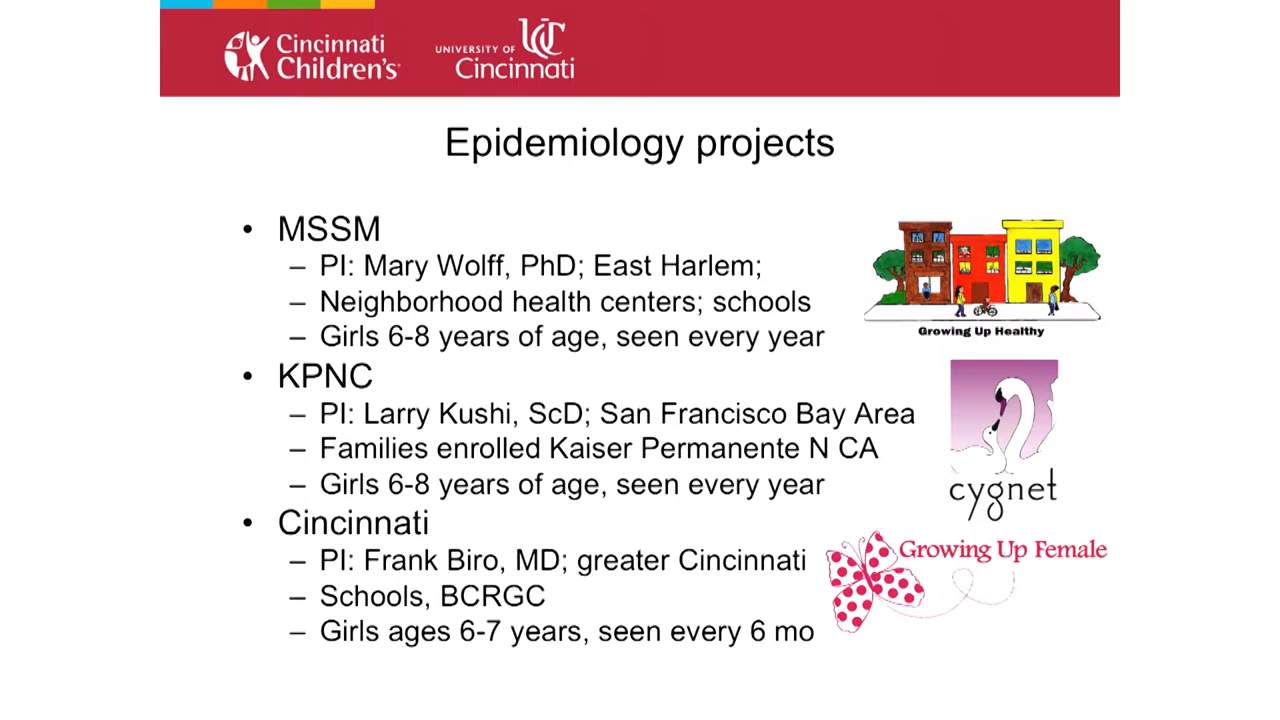 Cincinnati
Children's
UNIVERSITY OF
UC
Cincinnati
Epidemiology projects
• MSSM
– PI: Mary Wolff, PhD; East Harlem;
– Neighborhood health centers; schools
– Girls 6-8 years of age, seen every year
Growing Up Healthy
• KPNC
– PI: Larry Kushi, ScD; San Francisco Bay Area
– Families enrolled Kaiser Permanente N CA
– Girls 6-8 years of age, seen every year
cygnet
• Cincinnati
– PI: Frank Biro, MD; greater Cincinnati
– Schools, BCRGC
– Girls ages 6-7 years, seen every 6 mo
Growing Up Female